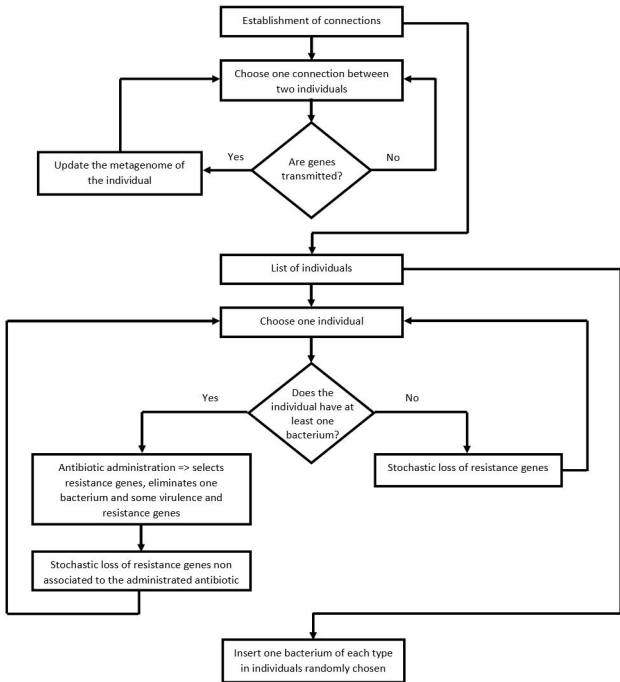 Establishment of connections
Choose one connection between
two individuals
Are genes
transmitted?
Yes
No
Update the metagenome of
the individual
List of individuals
Choose one individual
Does the
individual have at
least one
bacterium?
Yes
No
Antibiotic administration => selects
resistance genes, eliminates one
bacterium and some virulence and
resistance genes
Stochastic loss of resistance genes
Stochastic loss of resistance genes non
associated to the administrated antibiotic
Insert one bacterium of each type
in individuals randomly chosen